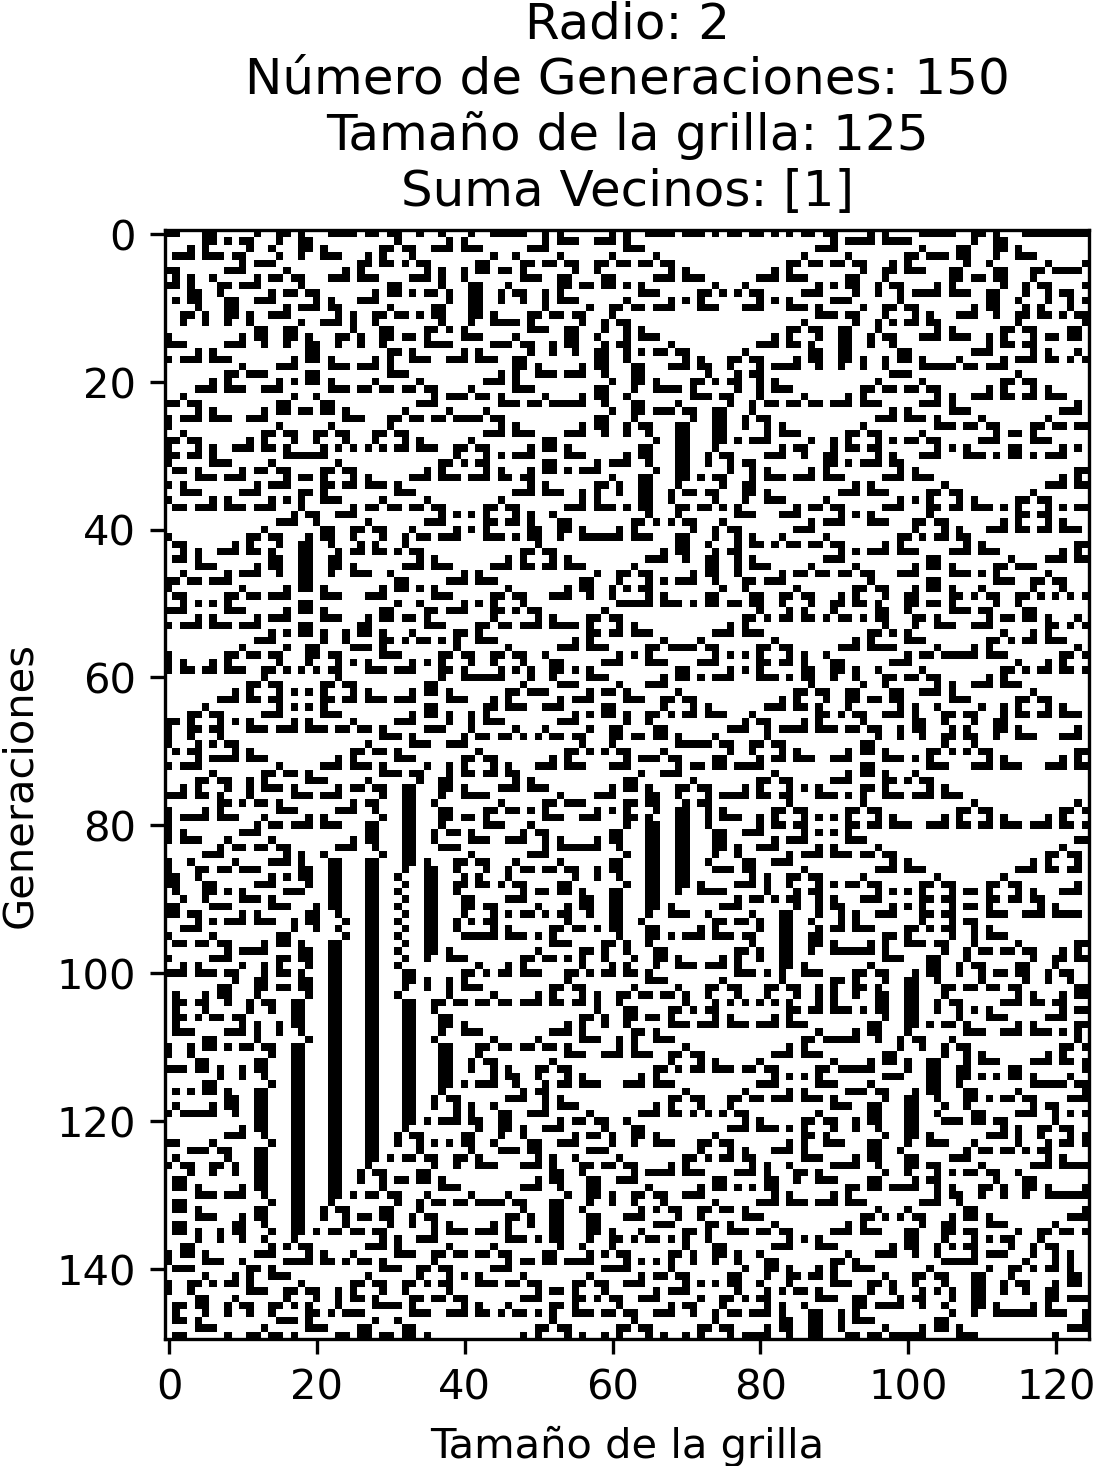 Radio: 2
Número de Generaciones: 150
Tamaño de la grilla: 125
Suma Vecinos: [1]
0
20
40
60
80
100
120
140
Generaciones
0 20 40 60 80 100 120
Tamaño de la grilla